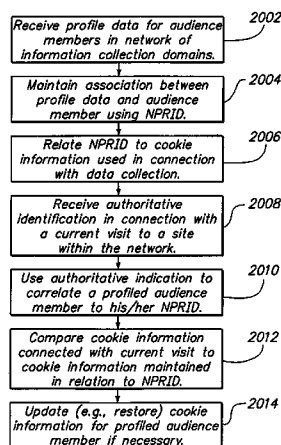 Receive profile data for audience
members in network of
information collection domains.
2002
Maintain association between
profile data and audience
member using NPRID.
2004
Relate NPRID to cookie
information used in connection
with data collection.
2006
Receive authoritative
identification in connection with
a current visit to a site
within the network.
2008
Use authoritative indication to
correlate a profiled audience
member to his/her NPRID.
2010
Compare cookie information
connected with current visit to
cookie information maintained
in relation to NPRID.
2012
Update (e.g., restore) cookie
information for profiled audience
member if necessary.
2014